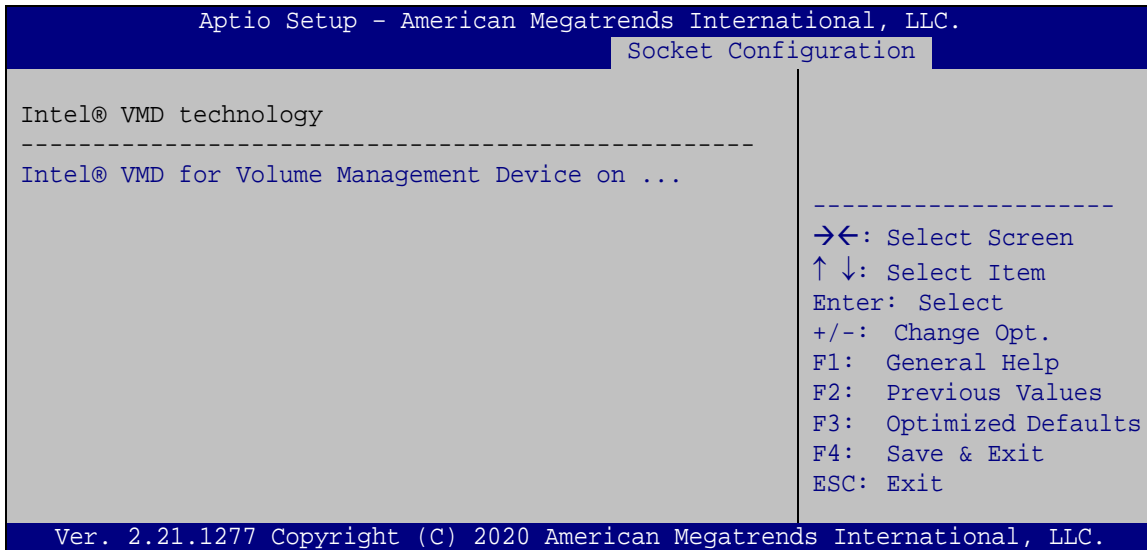 Aptio Setup – American Megatrends International, LLC.
Socket Configuration
Intel® VMD technology
----------------------------------------------------
Intel® VMD for Volume Management Device on ...
---------------------
→←: Select Screen
↑ ↓: Select Item
Enter: Select
+/-: Change Opt.
F1: General Help
F2: Previous Values
F3: Optimized Defaults
F4: Save & Exit
ESC: Exit
Ver. 2.21.1277 Copyright (C) 2020 American Megatrends International, LLC.